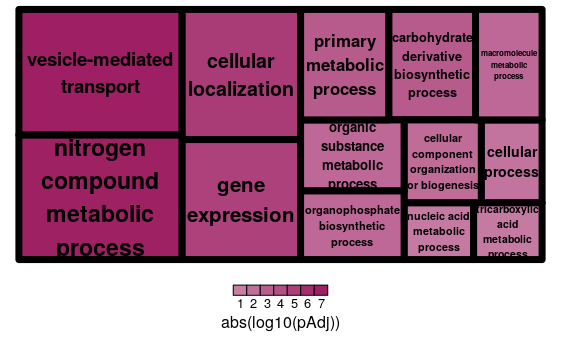 vesicle-mediated
transport
nitrogen
compound
metabolic
process
cellular
localization
gene
expression
primary
metabolic
process
carbohydrate
derivative
biosynthetic
process
macromolecule
metabolic
process
organic
substance
metabolic
process
organophosphate
biosynthetic
process
cellular
component
organization
or biogenesis
cellular
process
nucleic acid
metabolic
process
tricarboxylic
acid
metabolic
process
1 2 3 4 5 6 7
abs(log10(pAdj))